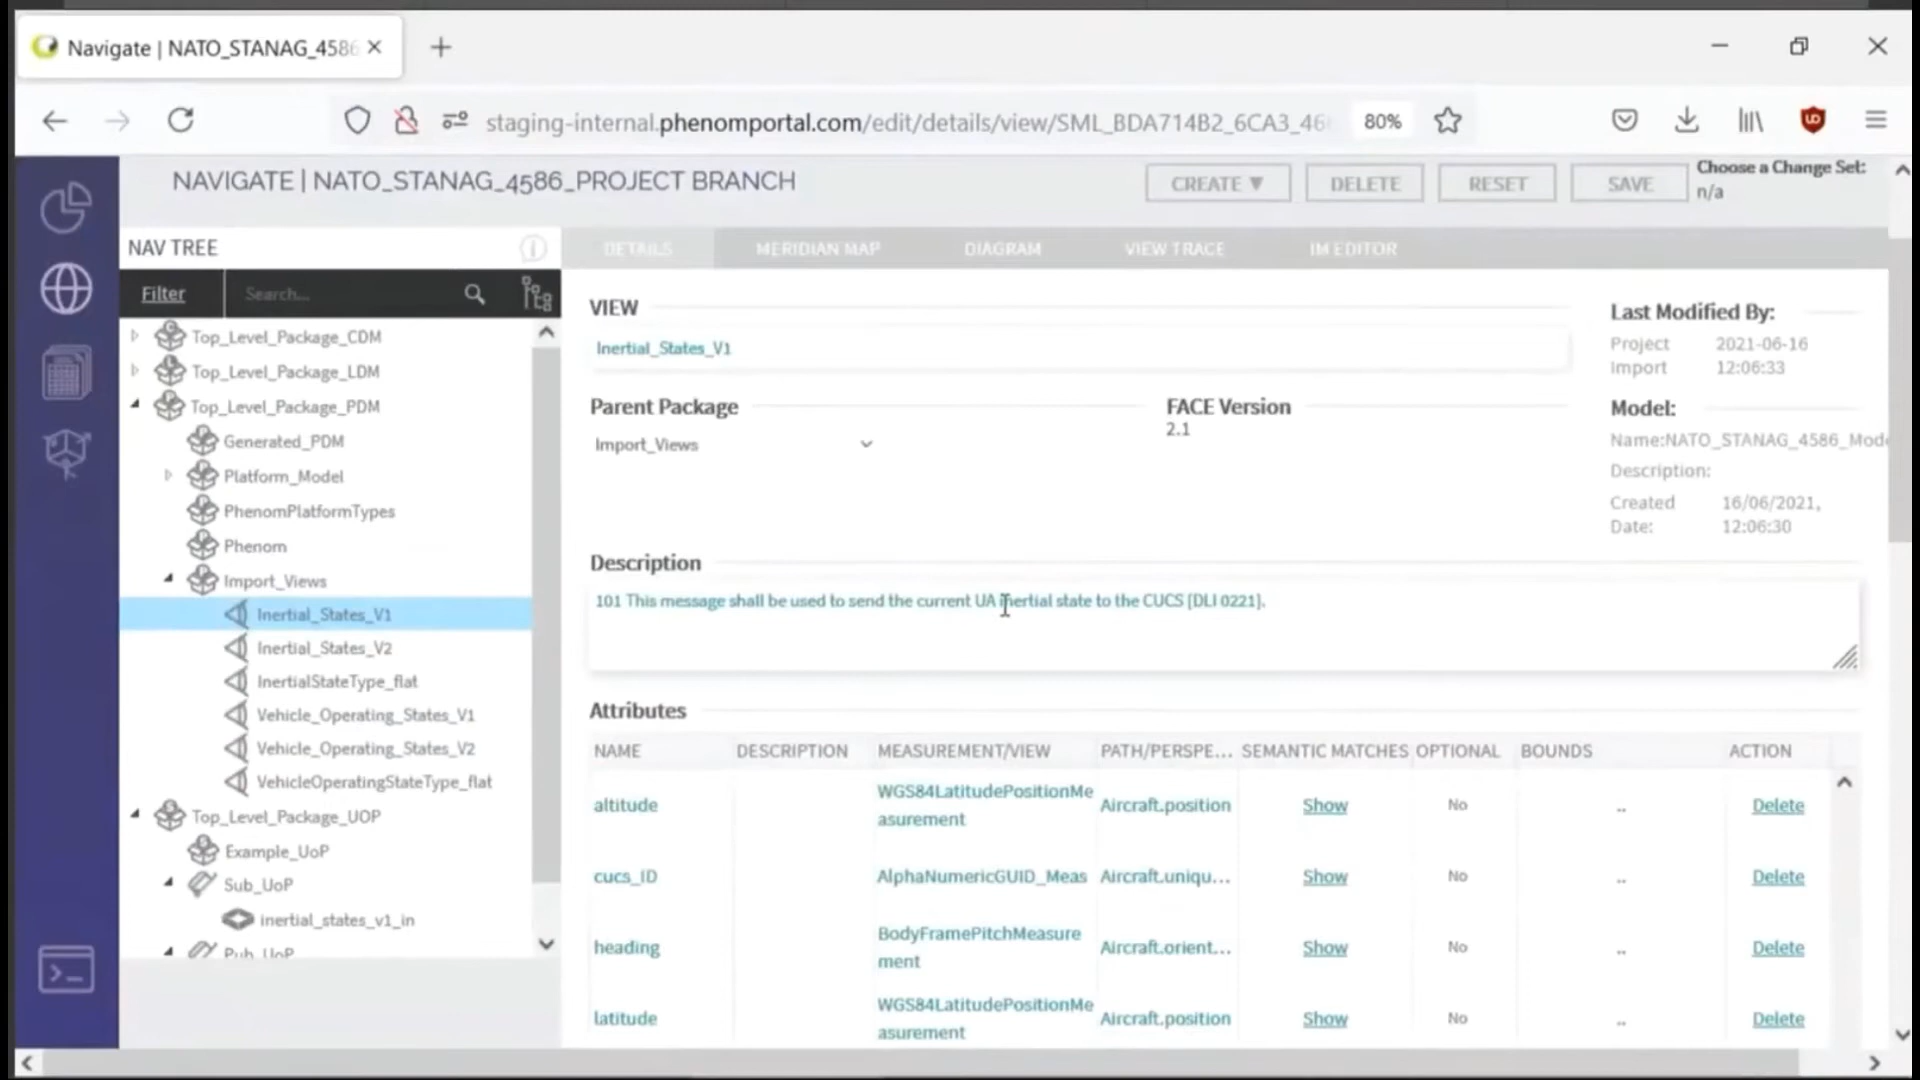 Navigate | NATO_STANAG_4586
staging-internal.phenomportal.com/edit/details/view/SML_BDA714B2_6CA3_46
80%
NAVIGATE | NATO_STANAG_4586_PROJECT BRANCH
CREATE ▼
DELETE
RESET
SAVE
Choose a Change Set:
n/a
NAV TREE
Filter
Search...
Top_Level_Package_CDM
Top_Level_Package_LDM
Top_Level_Package_PDM
Generated_PDM
Platform_Model
PhenomPlatformTypes
Phenom
Import_Views
Inertial_States_V1
Inertial_States_V2
InertialStateType_flat
Vehicle_Operating_States_V1
Vehicle_Operating_States_V2
VehicleOperatingStateType_flat
Top_Level_Package_UOP
Example_UoP
Sub_UoP
inertial_states_v1_in
Pub_UoP
DETAILS
MERIDIAN MAP
DIAGRAM
VIEW TRACE
IM EDITOR
VIEW
Inertial_States_V1
Parent Package
Import_Views
FACE Version
2.1
Last Modified By:
Project Import
2021-06-16 12:06:33
Model:
Name:NATO_STANAG_4586_Mode
Description:
Created Date:
16/06/2021, 12:06:30
Description
101 This message shall be used to send the current UA inertial state to the CUCS [DLI 0221].
Attributes
NAME DESCRIPTION MEASUREMENT/VIEW PATH/PERSPE... SEMANTIC MATCHES OPTIONAL BOUNDS ACTION
altitude WGS84LatitudePositionMeasurement Aircraft.position Show No .. Delete
cucs_ID AlphaNumericGUID_Meas Aircraft.uniqu... Show No .. Delete
heading BodyFramePitchMeasurement Aircraft.orient... Show No .. Delete
latitude WGS84LatitudePositionMeasurement Aircraft.position Show No .. Delete